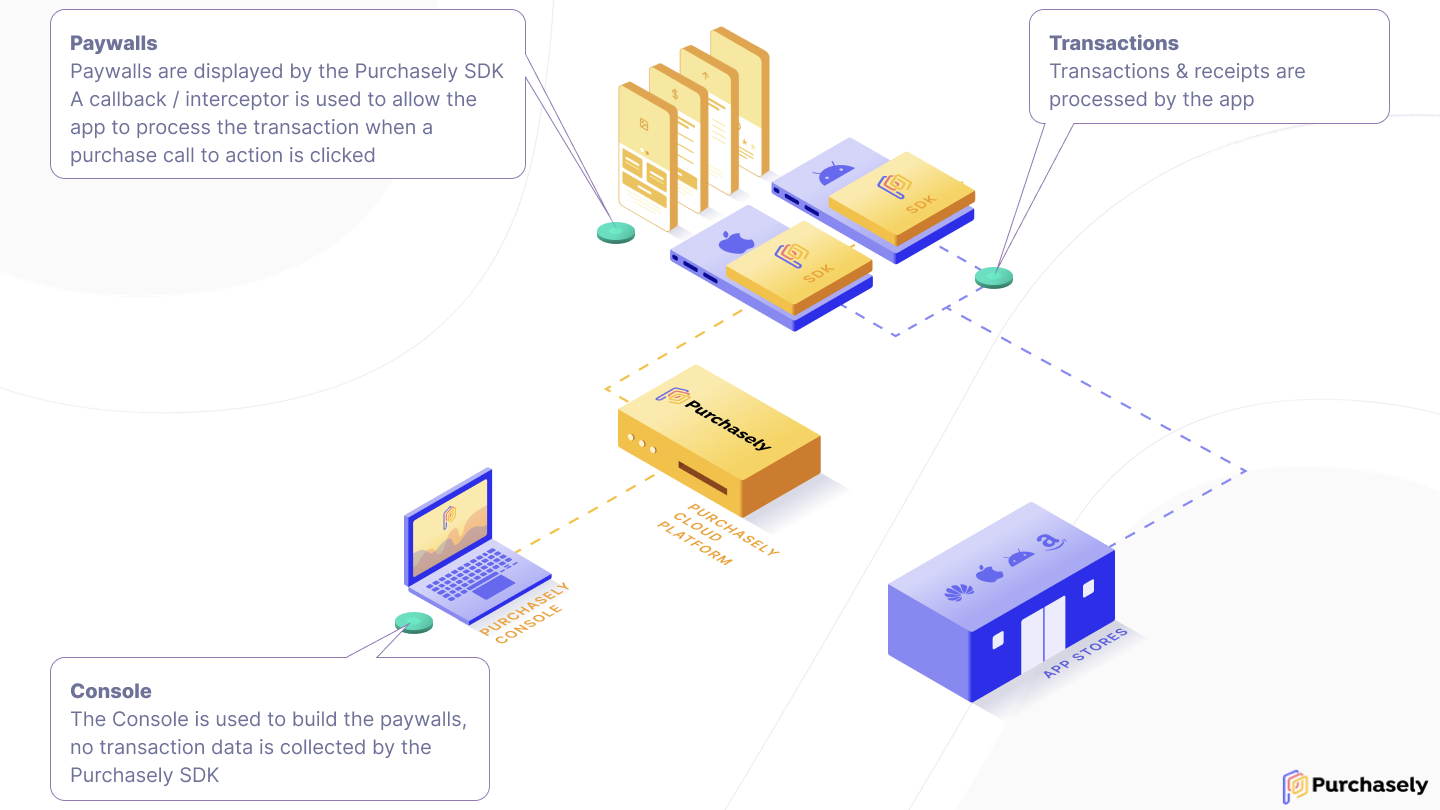 Paywalls
Paywalls are displayed by the Purchasely SDK
A callback / interceptor is used to allow the
app to process the transaction when a
purchase call to action is clicked
Transactions
Transactions & receipts are
processed by the app
$
SDK
SDK
Purchasely
PURCHASELY
CLOUD
PLATFORM
PURCHASELY
CONSOLE
APP STORES
Console
The Console is used to build the paywalls,
no transaction data is collected by the
Purchasely SDK
Purchasely